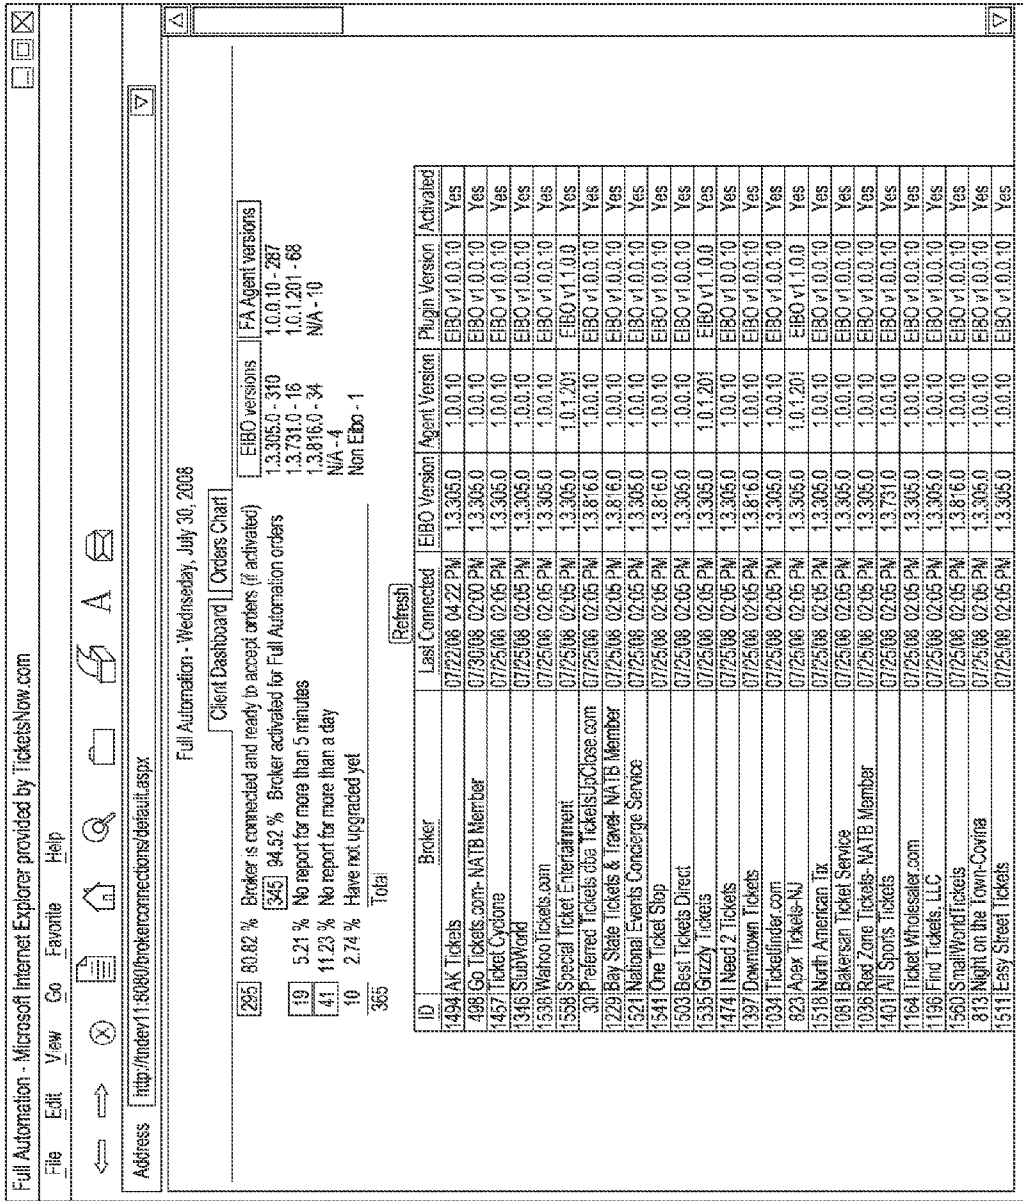 Full Automation - Microsoft Internet Explorer provided by TicketsNow.com
File Edit View Go Favorite Help
Address http://tndev11:8080/brokerconnections/default.aspx
Full Automation - Wednseday, July 30, 2008
Client Dashboard Orders Chart
295 80.82 % Broker is connected and ready to accept orders (if activated)
345 94.52 % Broker activated for Full Automation orders
19 5.21 % No report for more than 5 minutes
41 11.23 % No report for more than a day
10 2.74 % Have not upgraded yet
365 Total
EIBO versions
1.3.305.0 - 310
1.3.731.0 - 16
1.3.816.0 - 34
N/A - 4
Non Eibo - 1
FA Agent versions
1.0.0.10 - 287
1.0.1.201 - 68
N/A - 10
Refresh
ID Broker Last Connected EIBO Version Agent Version Plugin Version Activated
1494 AK Tickets 07/22/08 04:22 PM 1.3.305.0 1.0.0.10 EIBO v1.0.0.10 Yes
498 Go Tickets.com- NATB Member 07/30/08 02:00 PM 1.3.305.0 1.0.0.10 EIBO v1.0.0.10 Yes
1457 Ticket Cyclone 07/25/08 02:05 PM 1.3.305.0 1.0.0.10 EIBO v1.0.0.10 Yes
1346 StubWorld 07/25/08 02:05 PM 1.3.305.0 1.0.0.10 EIBO v1.0.0.10 Yes
1538 WahooTickets.com 07/25/08 02:05 PM 1.3.305.0 1.0.0.10 EIBO v1.0.0.10 Yes
1558 Special Ticket Entertainment 07/25/08 02:05 PM 1.3.305.0 1.0.1.201 EIBO v1.1.0.0 Yes
30 Preferred Tickets dba TicketsUpClose.com 07/25/08 02:05 PM 1.3.816.0 1.0.0.10 EIBO v1.0.0.10 Yes
1229 Bay State Tickets & Travel- NATB Member 07/25/08 02:05 PM 1.3.816.0 1.0.0.10 EIBO v1.0.0.10 Yes
1521 National Events Concierge Service 07/25/08 02:05 PM 1.3.305.0 1.0.0.10 EIBO v1.0.0.10 Yes
1541 One Ticket Stop 07/25/08 02:05 PM 1.3.816.0 1.0.0.10 EIBO v1.0.0.10 Yes
1503 Best Tickets Direct 07/25/08 02:05 PM 1.3.305.0 1.0.0.10 EIBO v1.0.0.10 Yes
1535 Grizzly Tickets 07/25/08 02:05 PM 1.3.305.0 1.0.1.201 EIBO v1.1.0.0 Yes
1474 I Need 2 Tickets 07/25/08 02:05 PM 1.3.305.0 1.0.0.10 EIBO v1.0.0.10 Yes
1397 Downtown Tickets 07/25/08 02:05 PM 1.3.816.0 1.0.0.10 EIBO v1.0.0.10 Yes
1034 Ticketfinder.com 07/25/08 02:05 PM 1.3.305.0 1.0.0.10 EIBO v1.0.0.10 Yes
623 Apex Tickets-NJ 07/25/08 02:05 PM 1.3.305.0 1.0.1.201 EIBO v1.1.0.0 Yes
1518 North American Tix 07/25/08 02:05 PM 1.3.305.0 1.0.0.10 EIBO v1.0.0.10 Yes
1081 Bakersan Ticket Service 07/25/08 02:05 PM 1.3.305.0 1.0.0.10 EIBO v1.0.0.10 Yes
1036 Red Zone Tickets- NATB Member 07/25/08 02:05 PM 1.3.305.0 1.0.0.10 EIBO v1.0.0.10 Yes
1401 All Sports Tickets 07/25/08 02:05 PM 1.3.731.0 1.0.0.10 EIBO v1.0.0.10 Yes
1164 Ticket Wholesaler.com 07/25/08 02:05 PM 1.3.305.0 1.0.0.10 EIBO v1.0.0.10 Yes
1196 Find Tickets, LLC 07/25/08 02:05 PM 1.3.305.0 1.0.0.10 EIBO v1.0.0.10 Yes
1560 SmallWorldTickets 07/25/08 02:05 PM 1.3.816.0 1.0.0.10 EIBO v1.0.0.10 Yes
813 Night on the Town-Covina 07/25/08 02:05 PM 1.3.305.0 1.0.0.10 EIBO v1.0.0.10 Yes
1511 Easy Street Tickets 07/25/08 02:05 PM 1.3.305.0 1.0.0.10 EIBO v1.0.0.10 Yes